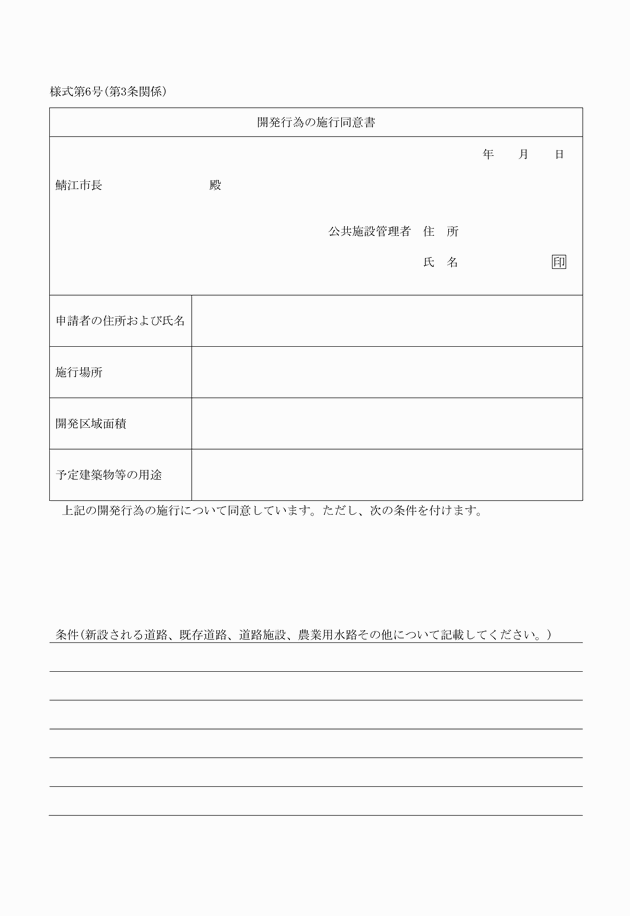 様式第6号(第3条関係)
開発行為の施行同意書
年　月　日
鯖江市長　殿
公共施設管理者　住　所
氏　名　印
申請者の住所および氏名
施行場所
開発区域面積
予定建築物等の用途
上記の開発行為の施行について同意しています。ただし、次の条件を付けます。
条件(新設される道路、既存道路、道路施設、農業用水路その他について記載してください。)